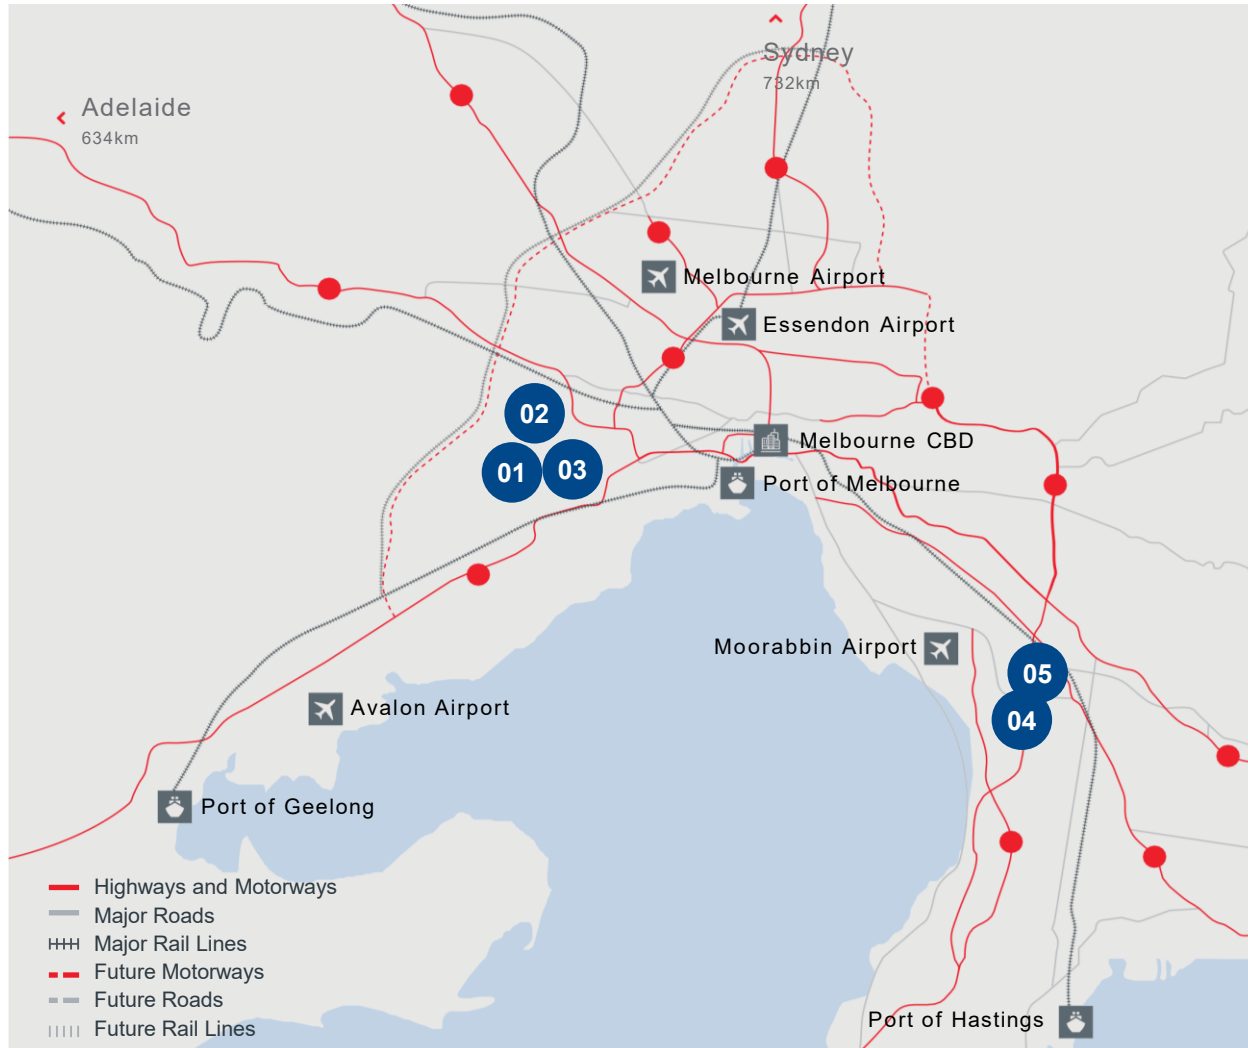 Sydney
732km
Adelaide
634km
Melbourne Airport
Essendon Airport
02
Melbourne CBD
01
03
Port of Melbourne
Moorabbin Airport
05
Avalon Airport
04
Port of Geelong
Highways and Motorways
Major Roads
Major Rail Lines
Future Motorways
Future Roads
Future Rail Lines
Port of Hastings